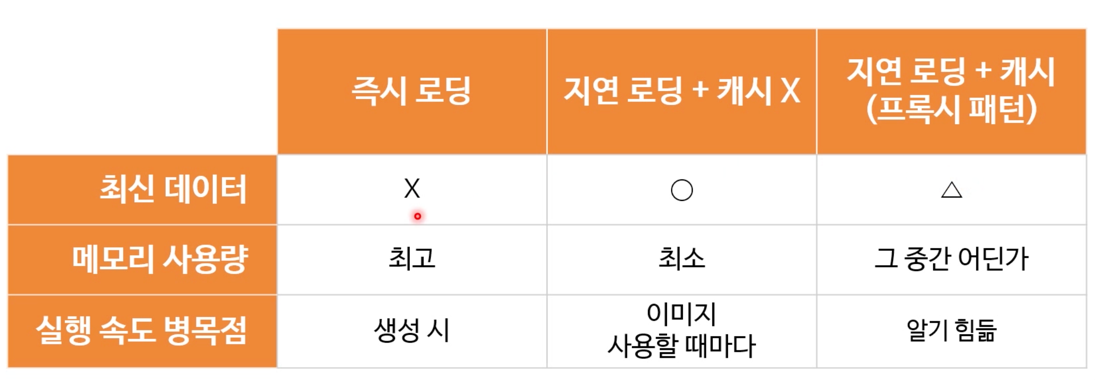 즉시 로딩
지연 로딩 + 캐시 X
지연 로딩 + 캐시
(프록시 패턴)
최신 데이터
X
○
△
메모리 사용량
최고
최소
그 중간 어딘가
실행 속도 병목점
생성 시
이미지
사용할 때마다
알기 힘듦